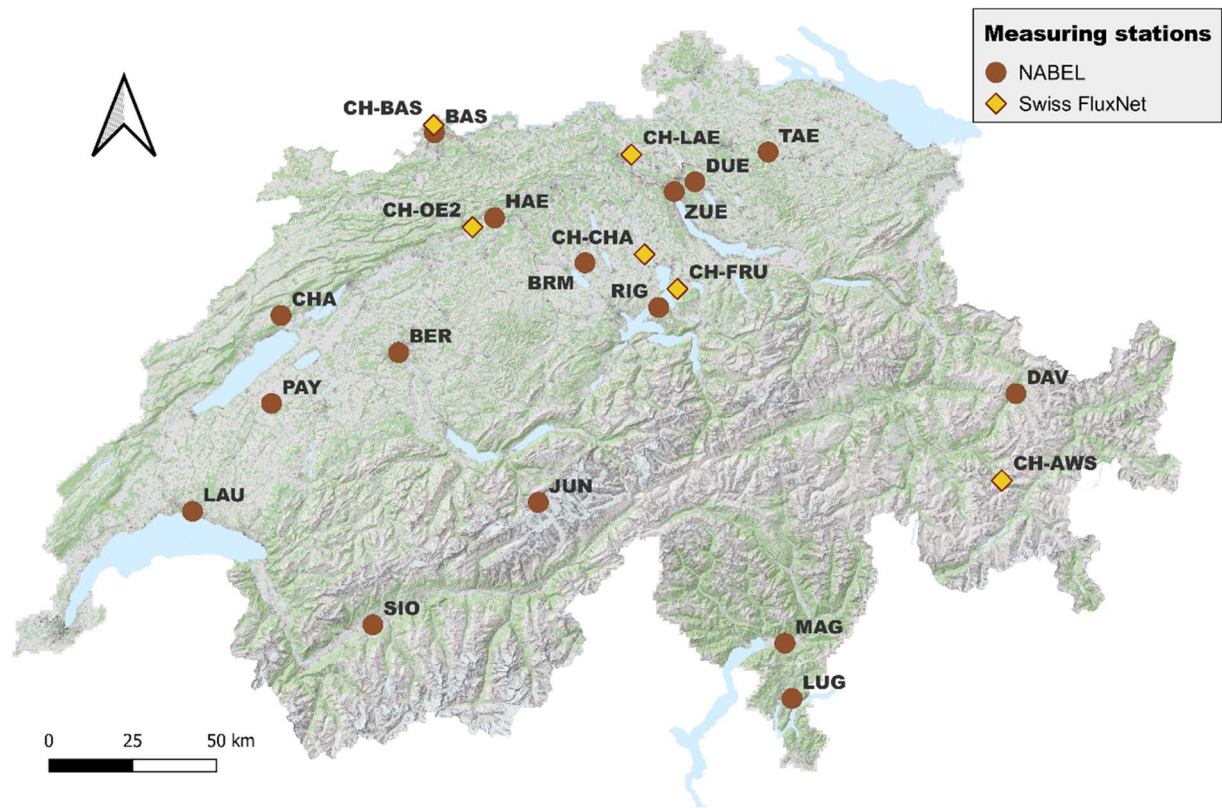 Measuring stations
NABEL
Swiss FluxNet
CH-BAS
BAS
CH-LAE
TAE
DUE
ZUE
CH-OE2
HAE
CH-CHA
BRM
CH-FRU
RIG
CHA
BER
PAY
DAV
CH-AWS
LAU
JUN
SIO
MAG
LUG
0 25 50 km